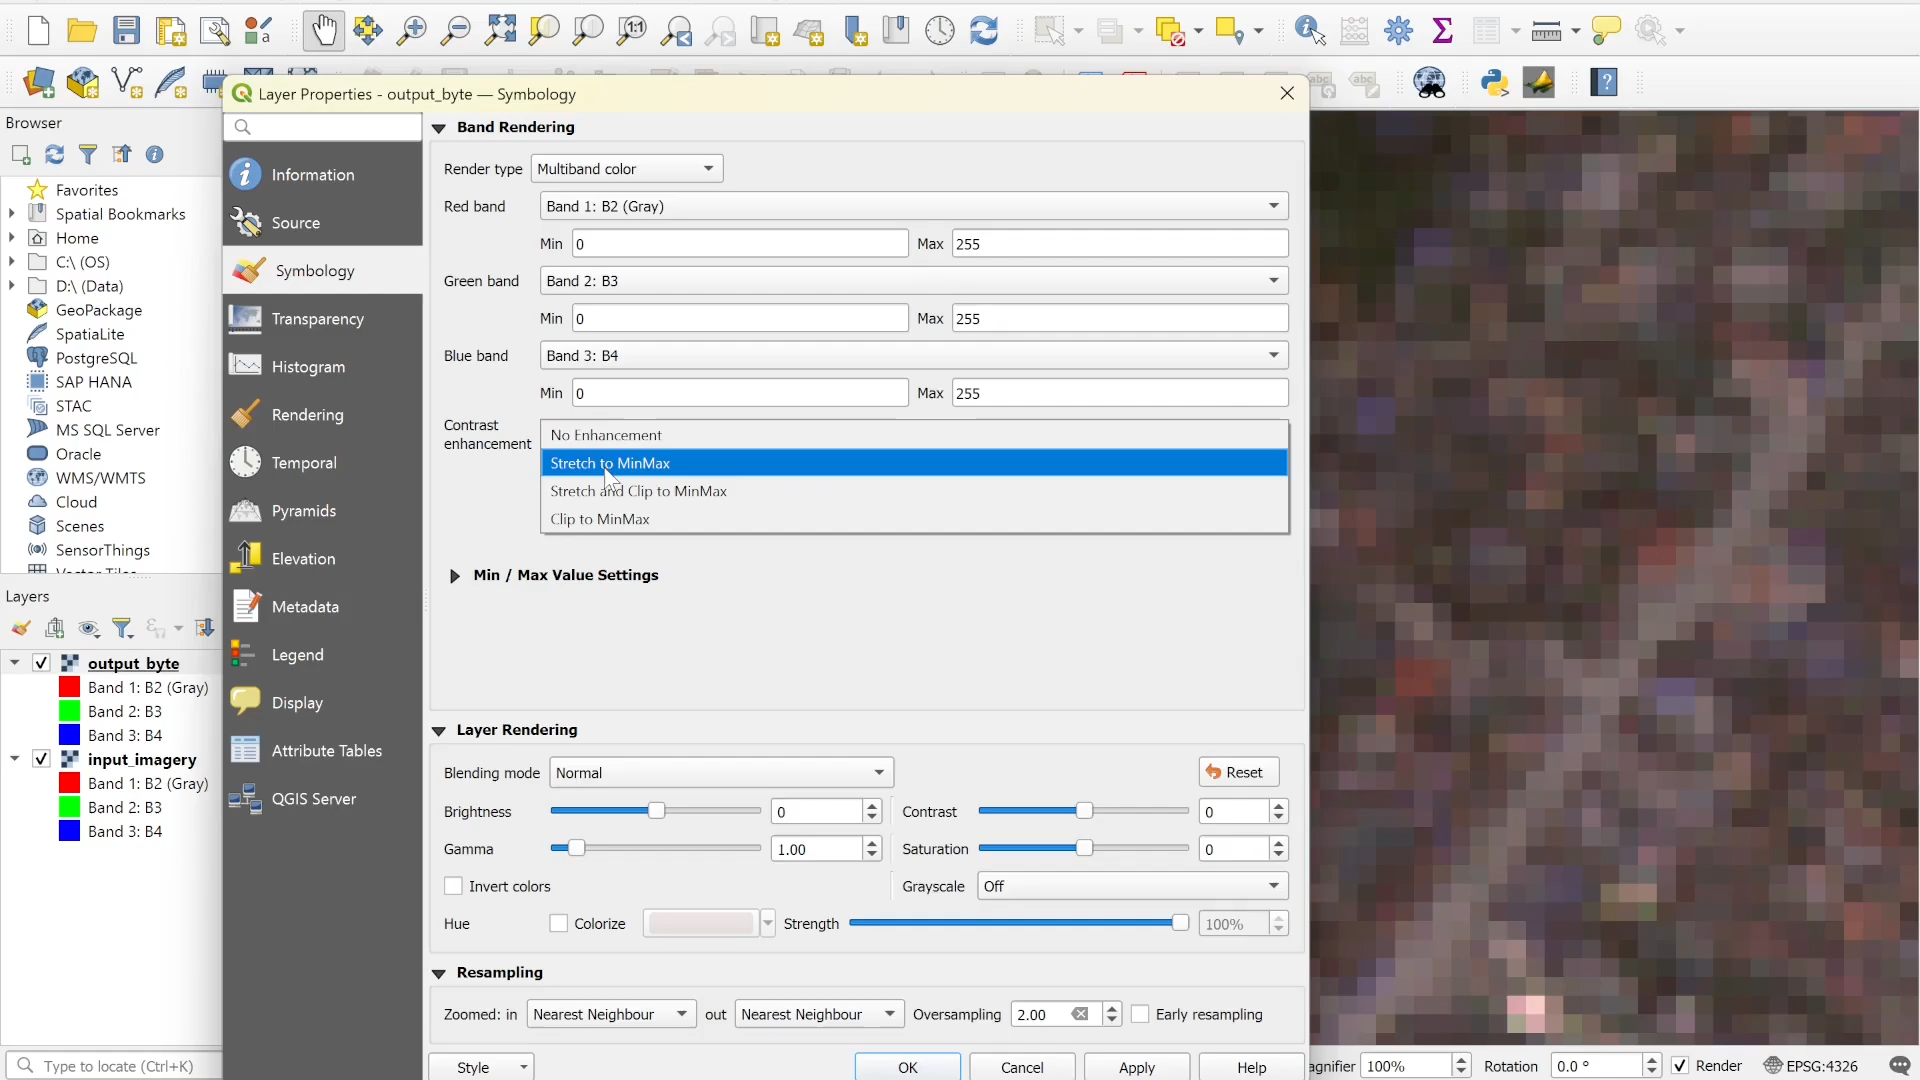 Layer Properties - output_byte — Symbology
Browser
Favorites
Spatial Bookmarks
Home
C:\ (OS)
D:\ (Data)
GeoPackage
SpatiaLite
PostgreSQL
SAP HANA
STAC
MS SQL Server
Oracle
WMS/WMTS
Cloud
Scenes
SensorThings
Layers
output_byte
Band 1: B2 (Gray)
Band 2: B3
Band 3: B4
input_imagery
Band 1: B2 (Gray)
Band 2: B3
Band 3: B4
Type to locate (Ctrl+K)
Information
Source
Symbology
Transparency
Histogram
Rendering
Temporal
Pyramids
Elevation
Metadata
Legend
Display
Attribute Tables
QGIS Server
Band Rendering
Render type Multiband color
Red band Band 1: B2 (Gray)
Min 0 Max 255
Green band Band 2: B3
Min 0 Max 255
Blue band Band 3: B4
Min 0 Max 255
Contrast
enhancement
No Enhancement
Stretch to MinMax
Stretch and Clip to MinMax
Clip to MinMax
Min / Max Value Settings
Layer Rendering
Blending mode Normal Reset
Brightness 0 Contrast 0
Gamma 1.00 Saturation 0
Invert colors Grayscale Off
Hue Colorize Strength 100%
Resampling
Zoomed: in Nearest Neighbour out Nearest Neighbour Oversampling 2.00 Early resampling
Style OK Cancel Apply Help
agnifier 100% Rotation 0.0 ° Render EPSG:4326